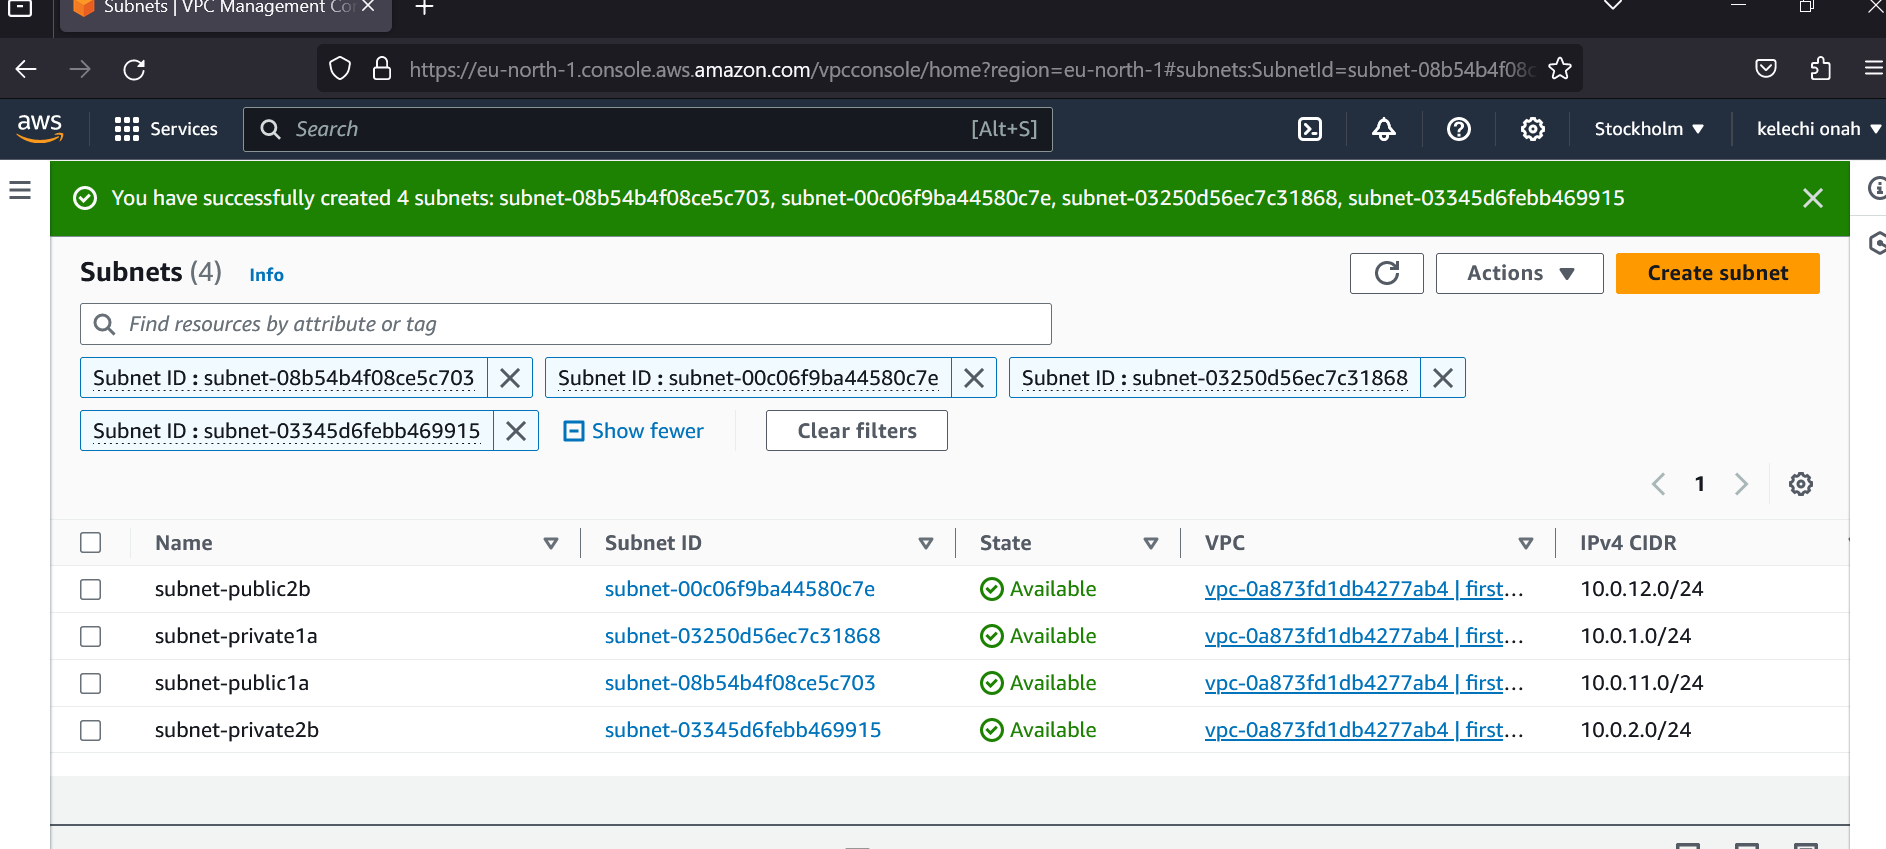 Subnets | VPC Management Co
https://eu-north-1.console.aws.amazon.com/vpcconsole/home?region=eu-north-1#subnets:SubnetId=subnet-08b54b4f08c
aws
Services
Search
[Alt+S]
Stockholm
kelechi onah
You have successfully created 4 subnets: subnet-08b54b4f08ce5c703, subnet-00c06f9ba44580c7e, subnet-03250d56ec7c31868, subnet-03345d6febb469915
Subnets (4) Info
Actions
Create subnet
Find resources by attribute or tag
Subnet ID : subnet-08b54b4f08ce5c703
Subnet ID : subnet-00c06f9ba44580c7e
Subnet ID : subnet-03250d56ec7c31868
Subnet ID : subnet-03345d6febb469915
Show fewer
Clear filters
1
Name Subnet ID State VPC IPv4 CIDR
subnet-public2b subnet-00c06f9ba44580c7e Available vpc-0a873fd1db4277ab4 | first... 10.0.12.0/24
subnet-private1a subnet-03250d56ec7c31868 Available vpc-0a873fd1db4277ab4 | first... 10.0.1.0/24
subnet-public1a subnet-08b54b4f08ce5c703 Available vpc-0a873fd1db4277ab4 | first... 10.0.11.0/24
subnet-private2b subnet-03345d6febb469915 Available vpc-0a873fd1db4277ab4 | first... 10.0.2.0/24